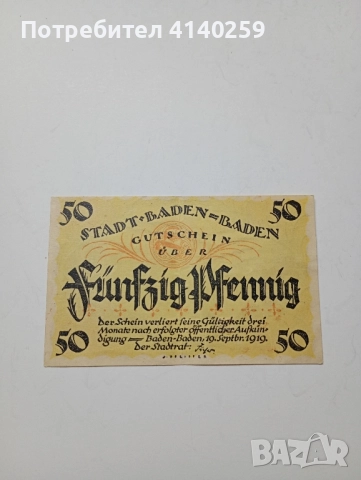 Потребител 4140259
50 50
STADT·BADEN=BADEN
GUTSCHEIN
ÜBER
Fünfzig Pfennig
der Schein verliert seine Gültigkeit drei
Monate nach erfolgter öffentlicher Aufkün-
digung = Baden-Baden, 19. Septbr. 1919.
50 der Stadtrat: 50
bazar